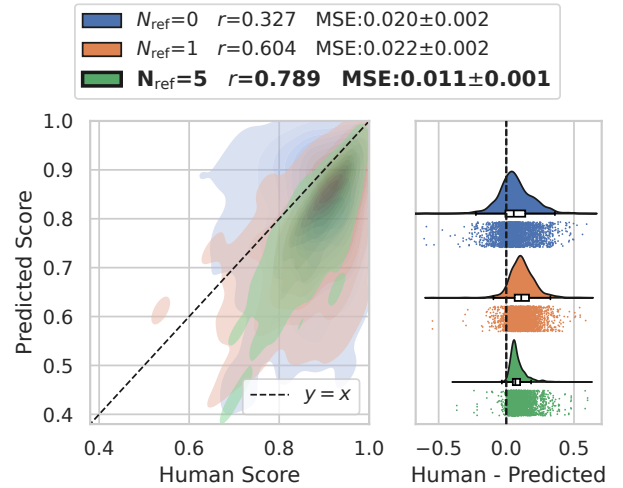 N_ref=0 r=0.327 MSE:0.020±0.002
N_ref=1 r=0.604 MSE:0.022±0.002
N_ref=5 r=0.789 MSE:0.011±0.001
1.0
0.9
0.8
0.7
0.6
0.5
0.4
Predicted Score
y = x
0.4 0.6 0.8 1.0
Human Score
−0.5 0.0 0.5
Human - Predicted